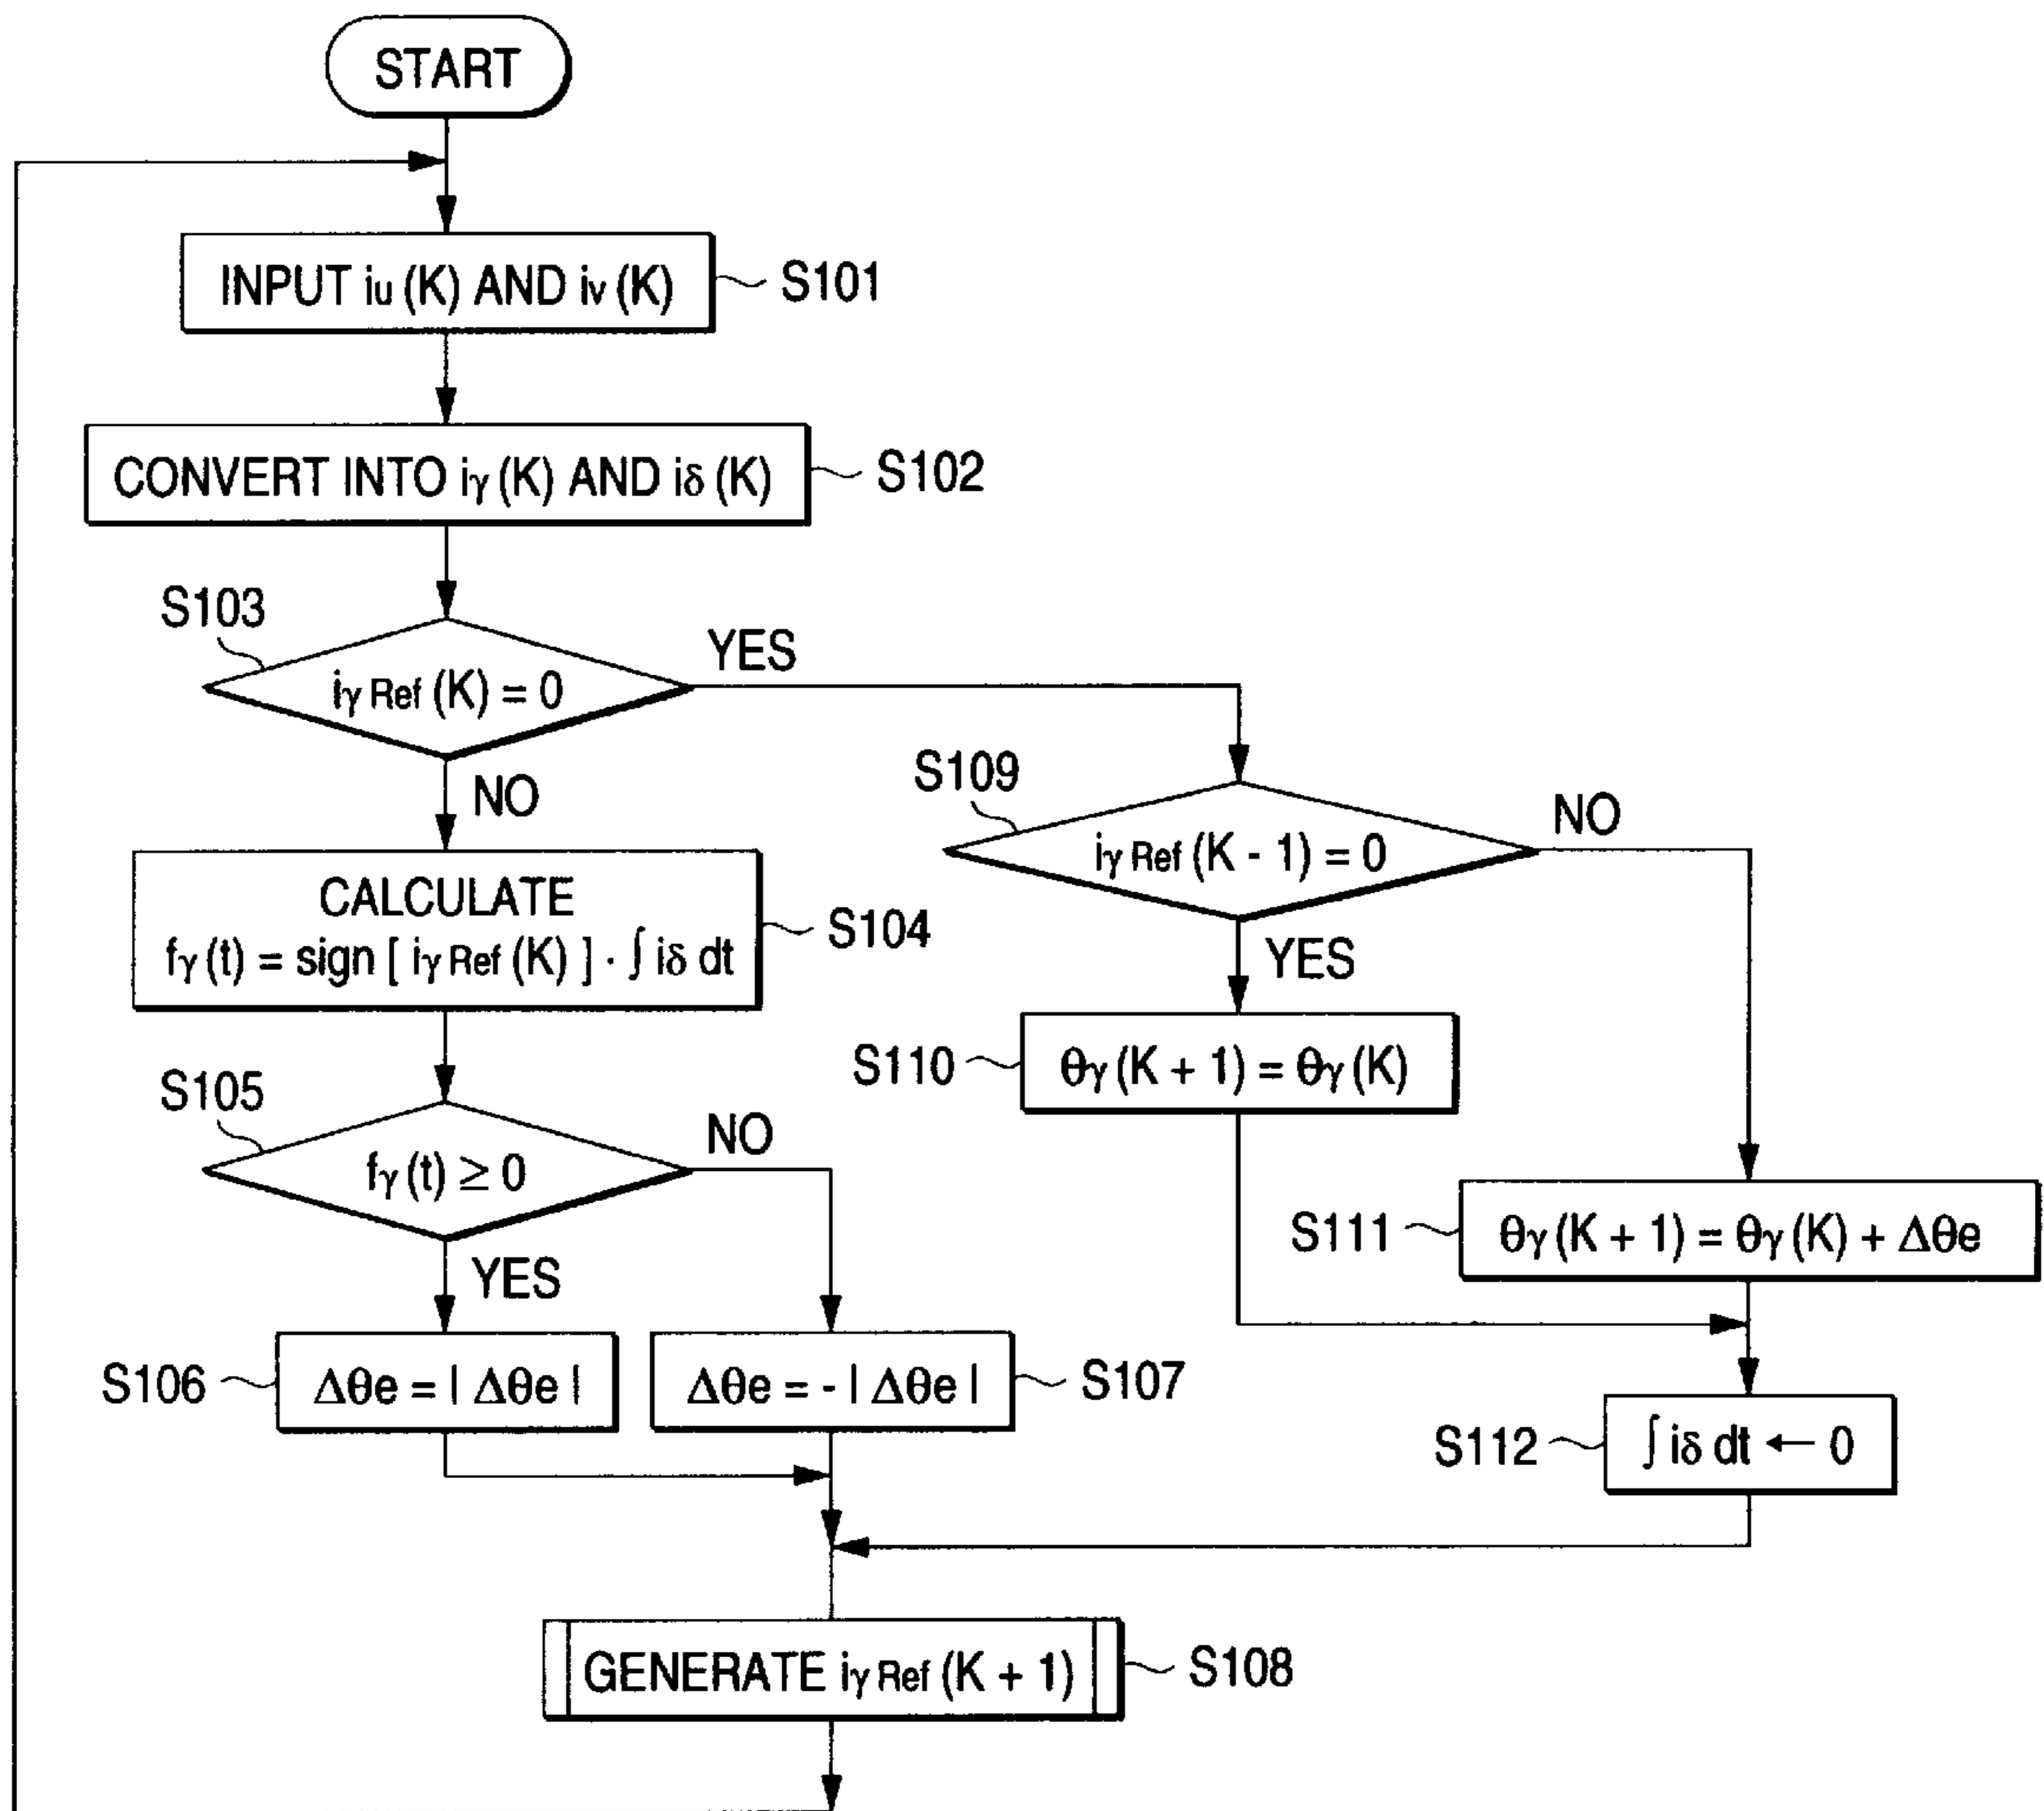 START
INPUT iu (K) AND iv (K)
S101
CONVERT INTO iγ (K) AND iδ (K)
S102
S103
iγ Ref (K) = 0
YES
NO
S109
iγ Ref (K - 1) = 0
NO
YES
CALCULATE
fγ (t) = sign [ iγ Ref (K) ] · ∫ iδ dt
S104
S110
θγ (K + 1) = θγ (K)
S105
fγ (t) ≥ 0
NO
YES
S111
θγ (K + 1) = θγ (K) + Δθe
S106
Δθe = | Δθe |
Δθe = - | Δθe |
S107
S112
∫ iδ dt ← 0
GENERATE iγ Ref (K + 1)
S108